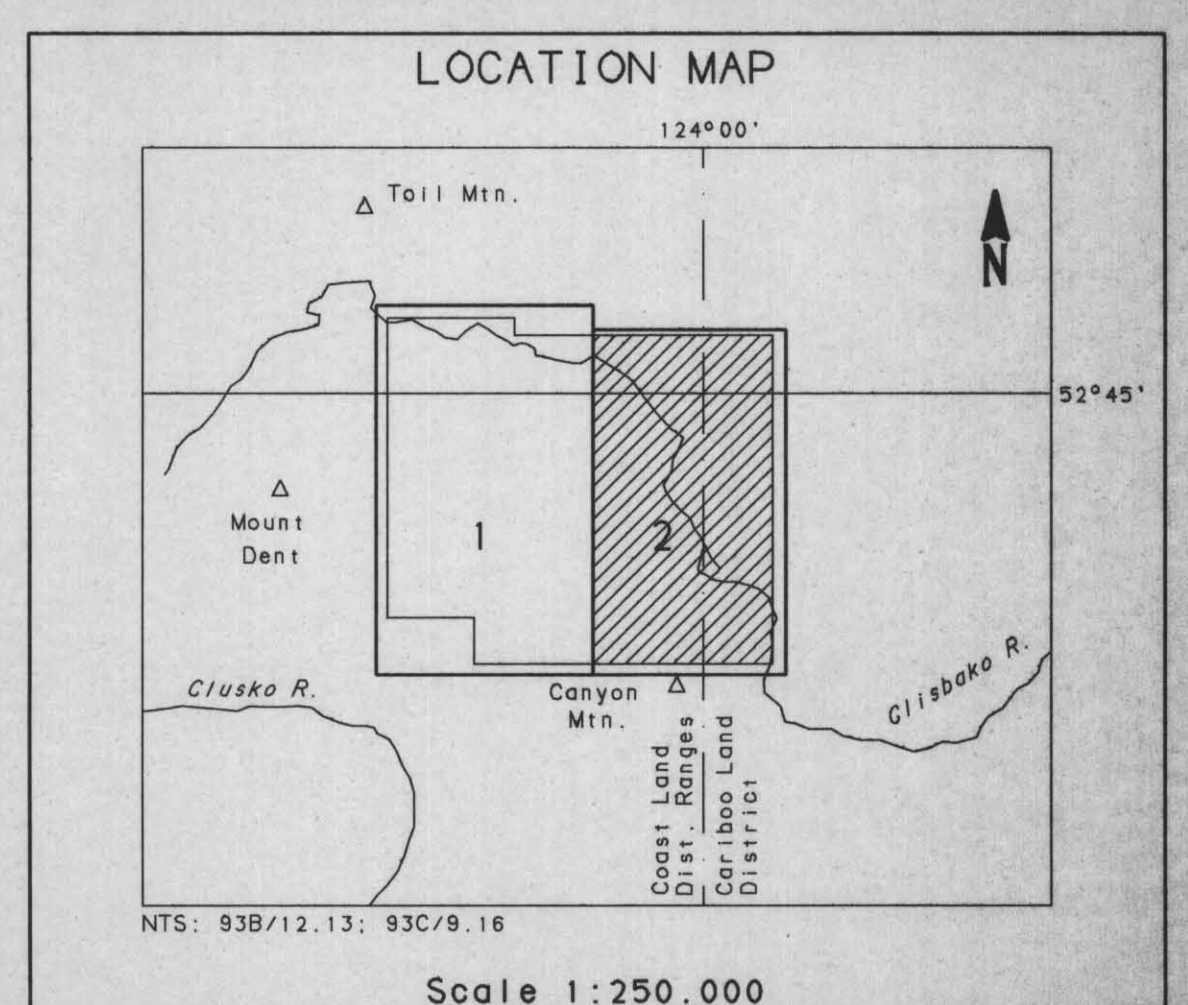 LOCATION MAP
124°00'
Toil Mtn.
N
52°45'
Mount
Dent
1
2
Clusko R.
Canyon
Mtn.
Clisbako R.
Coast Land
Dist. Ranges
Cariboo Land
District
NTS: 93B/12.13; 93C/9.16
Scale 1:250.000